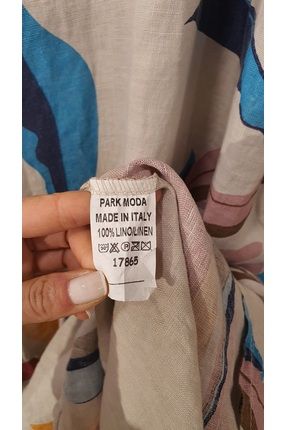 PARK MODA
MADE IN ITALY
100% LINO/LINEN
17865